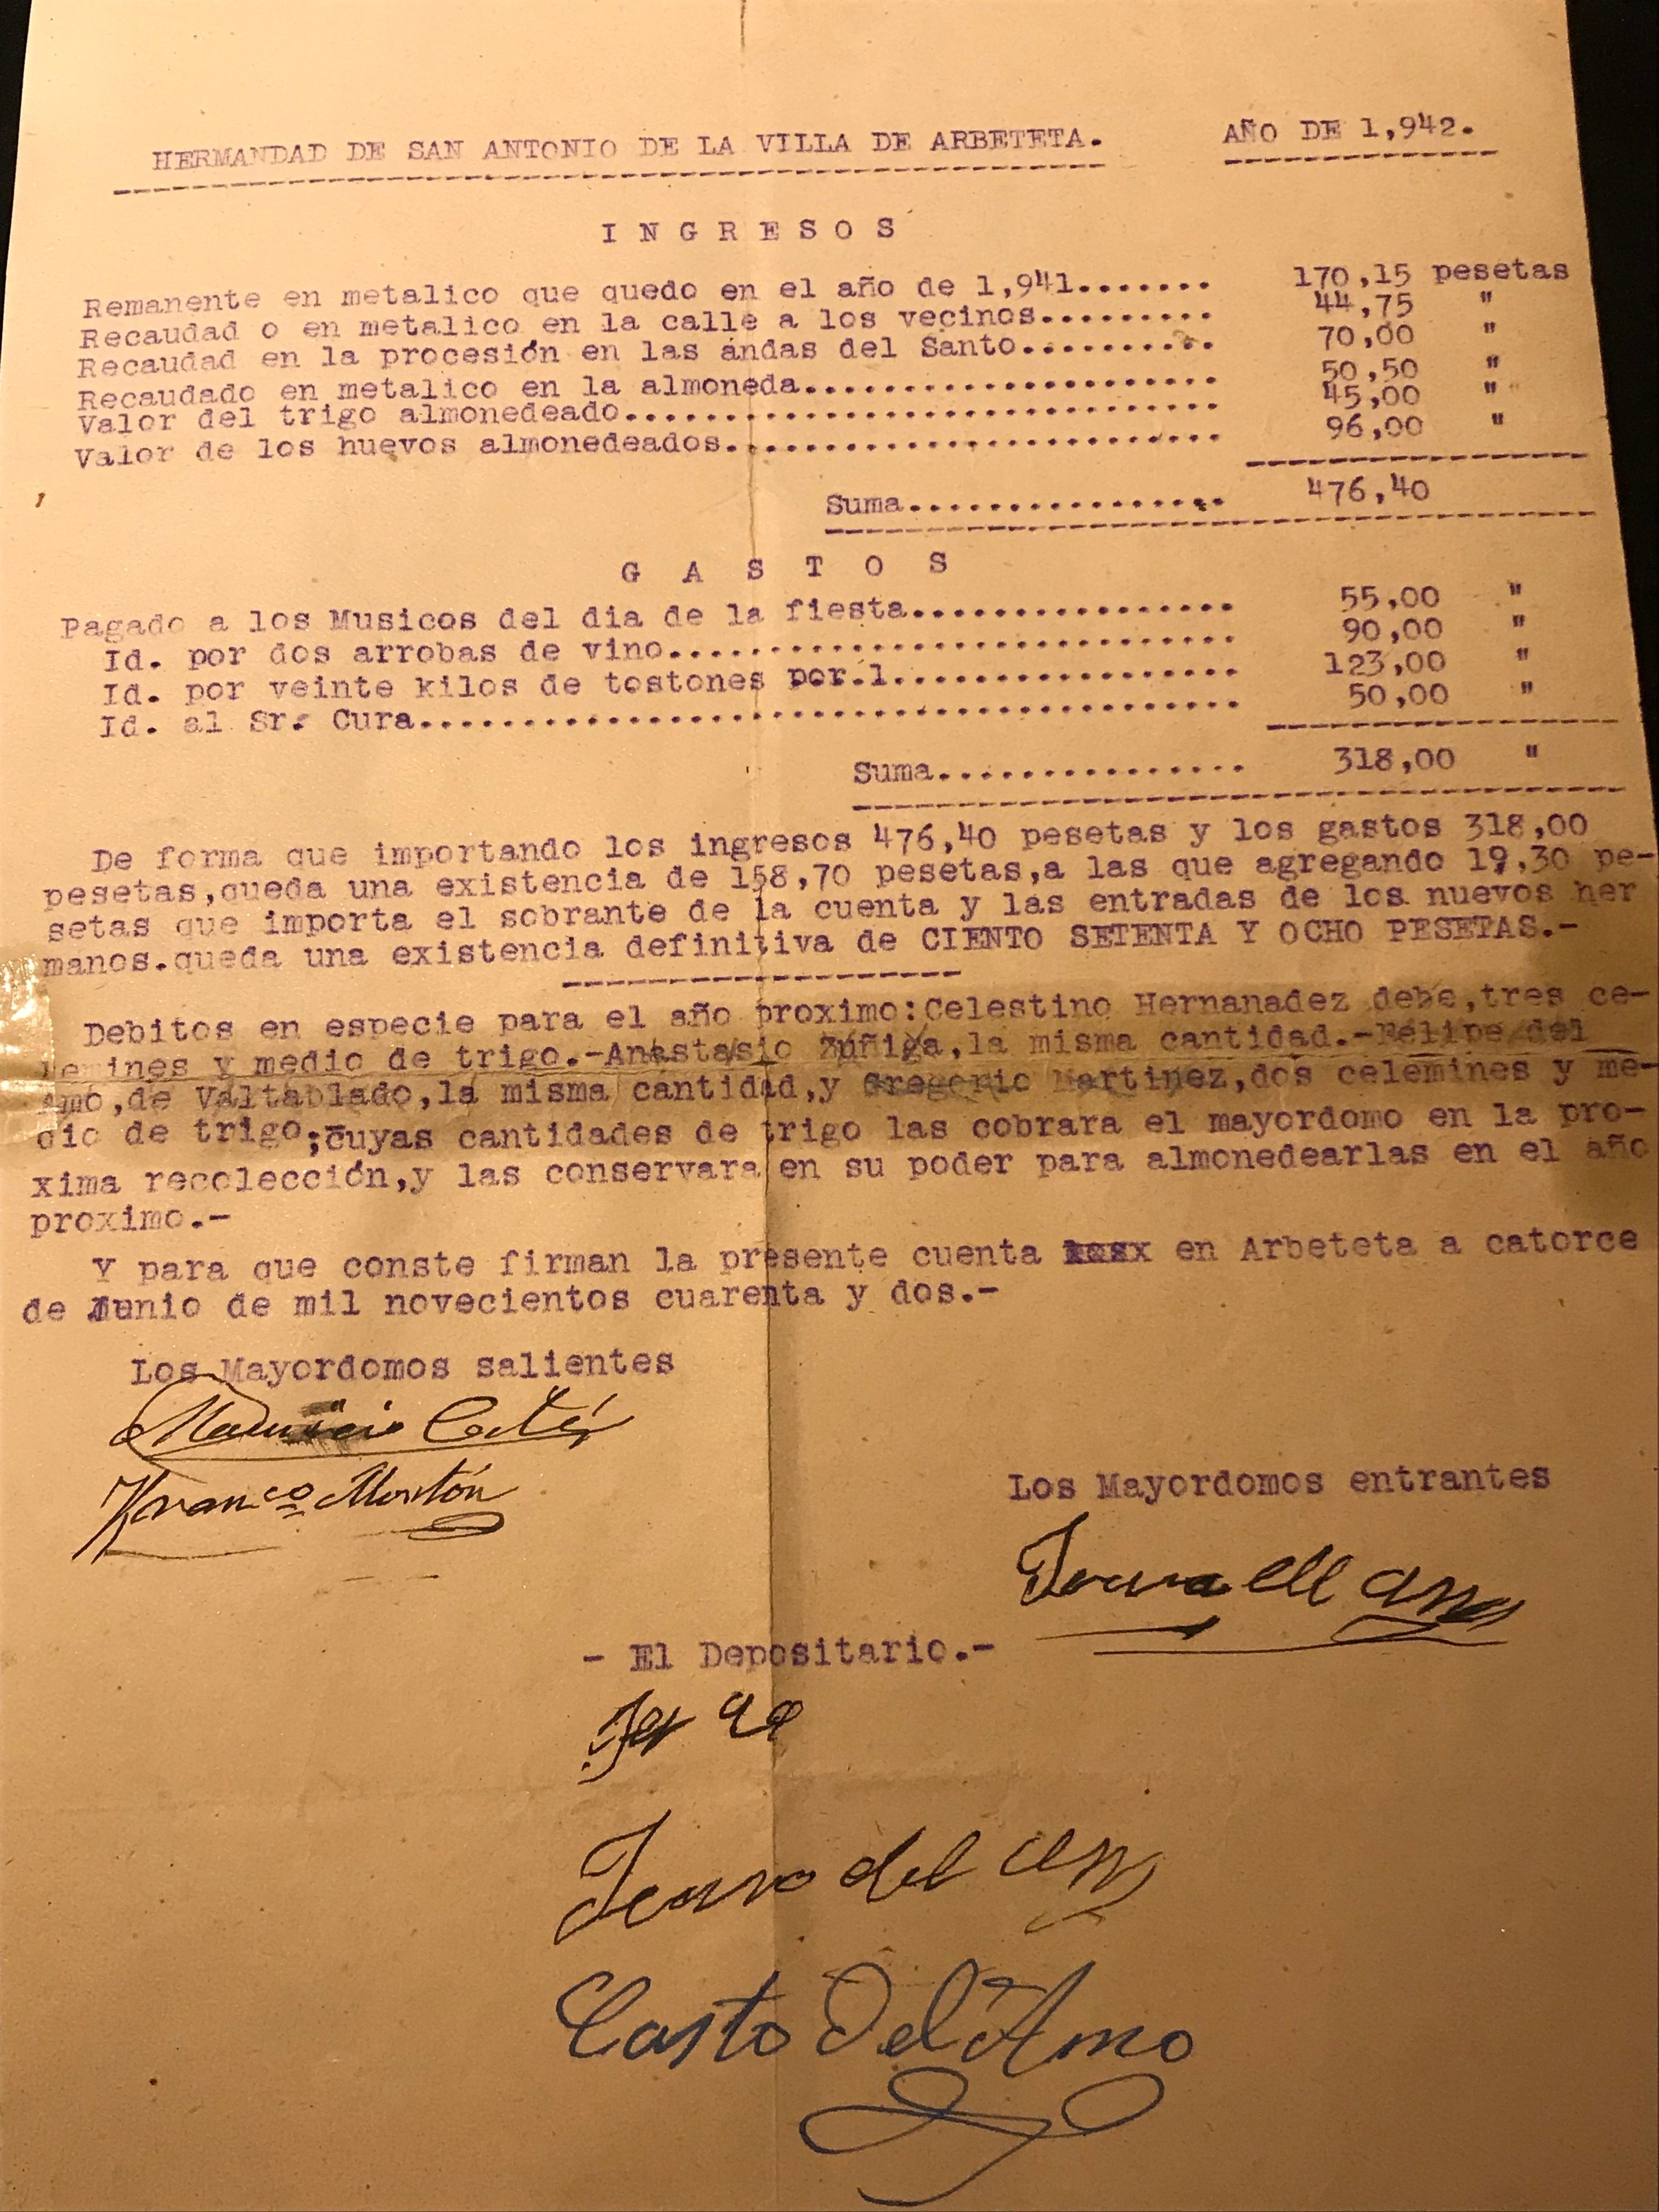 HERMANDAD DE SAN ANTONIO DE LA VILLA DE ARBETETA. AÑO DE 1,942.
I N G R E S O S
Remanente en metalico que quedo en el año de 1,941....... 170,15 pesetas
Recaudad o en metalico en la calle a los vecinos......... 44,75 "
Recaudad en la procesión en las ándas del Santo.......... 70,00 "
Recaudado en metalico en la almoneda..................... 50,50 "
Valor del trigo almonedeado.............................. 45,00 "
Valor de los huevos almonedeados......................... 96,00 "
Suma................. 476,40
G A S T O S
Pagado a los Musicos del dia de la fiesta................ 55,00 "
Id. por dos arrobas de vino............................ 90,00 "
Id. por veinte kilos de tostones por.l................. 123,00 "
Id. al Sr. Cura........................................ 50,00 "
Suma................ 318,00 "
De forma que importando los ingresos 476,40 pesetas y los gastos 318,00
pesetas,queda una existencia de 158,70 pesetas,a las que agregando 19,30 pe-
setas que importa el sobrante de la cuenta y las entradas de los nuevos her
manos.queda una existencia definitiva de CIENTO SETENTA Y OCHO PESETAS.-
Debitos en especie para el año proximo:Celestino Hernanadez debe,tres ce-
lemines y medio de trigo.-Anastasio Zúñiga,la misma cantidad.-Felipe del
Amo,de Valtablado,la misma cantidad,y Gregorio Martinez,dos celemines y me-
dio de trigo;cuyas cantidades de trigo las cobrara el mayordomo en la pro-
xima recolección,y las conservara en su poder para almonedearlas en el año
proximo.-
Y para que conste firman la presente cuenta en Arbeteta a catorce
de Junio de mil novecientos cuarenta y dos.-
Los Mayordomos salientes
Mauricio
Franco
Los Mayordomos entrantes
- El Depositario.-
del
Casto Del Amo